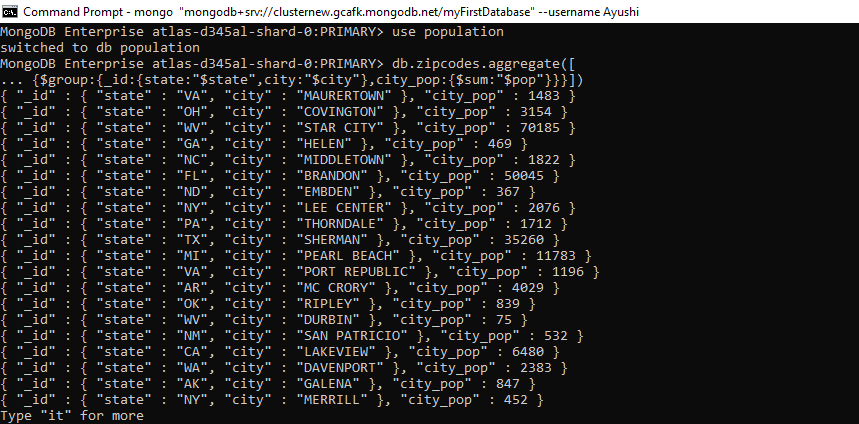 Command Prompt - mongo "mongodb+srv://clusternew.gcafk.mongodb.net/myFirstDatabase" --username Ayushi
MongoDB Enterprise atlas-d345al-shard-0:PRIMARY> use population
switched to db population
MongoDB Enterprise atlas-d345al-shard-0:PRIMARY> db.zipcodes.aggregate([
... {$group:{_id:{state:"$state",city:"$city"},city_pop:{$sum:"$pop"}}}])
{ "_id" : { "state" : "VA", "city" : "MAURERTOWN" }, "city_pop" : 1483 }
{ "_id" : { "state" : "OH", "city" : "COVINGTON" }, "city_pop" : 3154 }
{ "_id" : { "state" : "WV", "city" : "STAR CITY" }, "city_pop" : 70185 }
{ "_id" : { "state" : "GA", "city" : "HELEN" }, "city_pop" : 469 }
{ "_id" : { "state" : "NC", "city" : "MIDDLETOWN" }, "city_pop" : 1822 }
{ "_id" : { "state" : "FL", "city" : "BRANDON" }, "city_pop" : 50045 }
{ "_id" : { "state" : "ND", "city" : "EMBDEN" }, "city_pop" : 367 }
{ "_id" : { "state" : "NY", "city" : "LEE CENTER" }, "city_pop" : 2076 }
{ "_id" : { "state" : "PA", "city" : "THORNDALE" }, "city_pop" : 1712 }
{ "_id" : { "state" : "TX", "city" : "SHERMAN" }, "city_pop" : 35260 }
{ "_id" : { "state" : "MI", "city" : "PEARL BEACH" }, "city_pop" : 11783 }
{ "_id" : { "state" : "VA", "city" : "PORT REPUBLIC" }, "city_pop" : 1196 }
{ "_id" : { "state" : "AR", "city" : "MC CRORY" }, "city_pop" : 4029 }
{ "_id" : { "state" : "OK", "city" : "RIPLEY" }, "city_pop" : 839 }
{ "_id" : { "state" : "WV", "city" : "DURBIN" }, "city_pop" : 75 }
{ "_id" : { "state" : "NM", "city" : "SAN PATRICIO" }, "city_pop" : 532 }
{ "_id" : { "state" : "CA", "city" : "LAKEVIEW" }, "city_pop" : 6480 }
{ "_id" : { "state" : "WA", "city" : "DAVENPORT" }, "city_pop" : 2383 }
{ "_id" : { "state" : "AK", "city" : "GALENA" }, "city_pop" : 847 }
{ "_id" : { "state" : "NY", "city" : "MERRILL" }, "city_pop" : 452 }
Type "it" for more